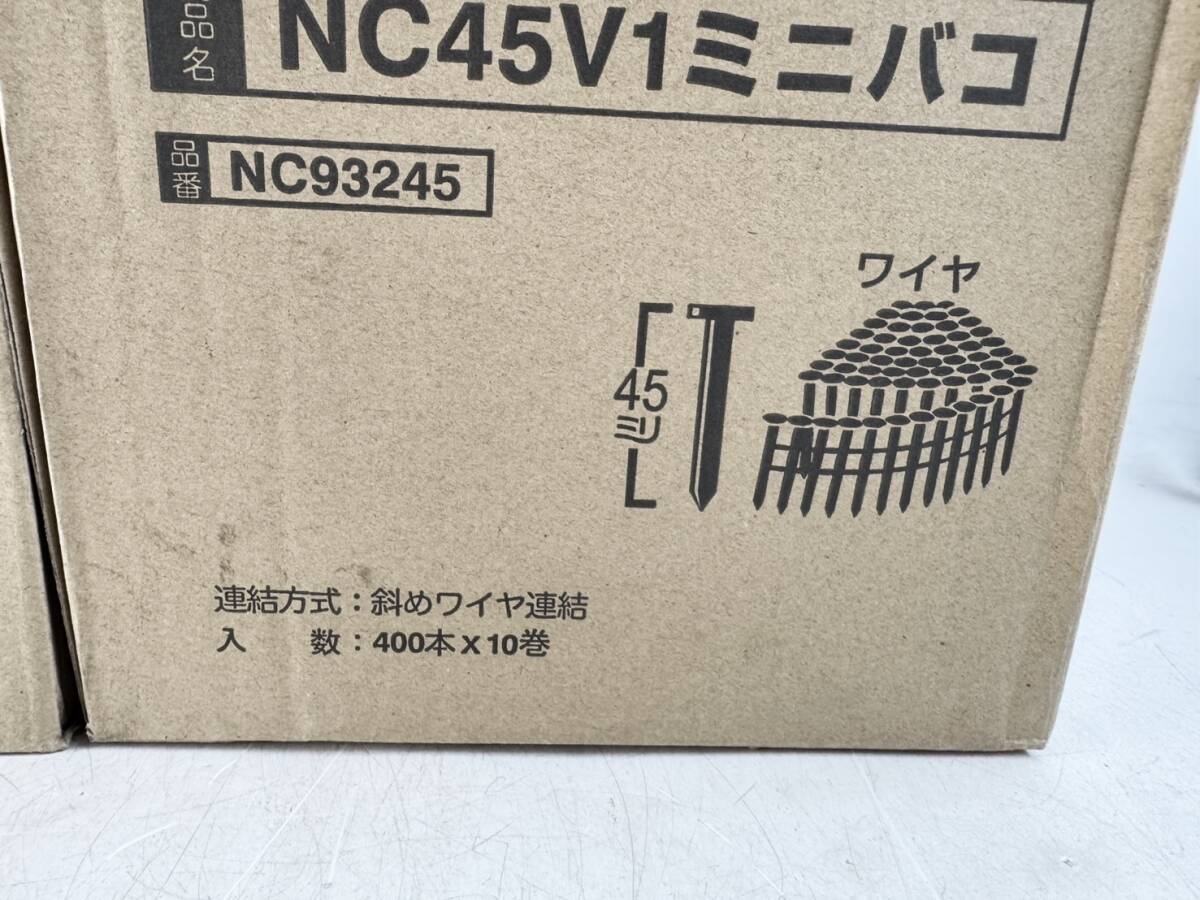 品名 NC45V1ミニバコ
品番 NC93245
ワイヤ
45ミリ
連結方式：斜めワイヤ連結
入　数：400本X10巻